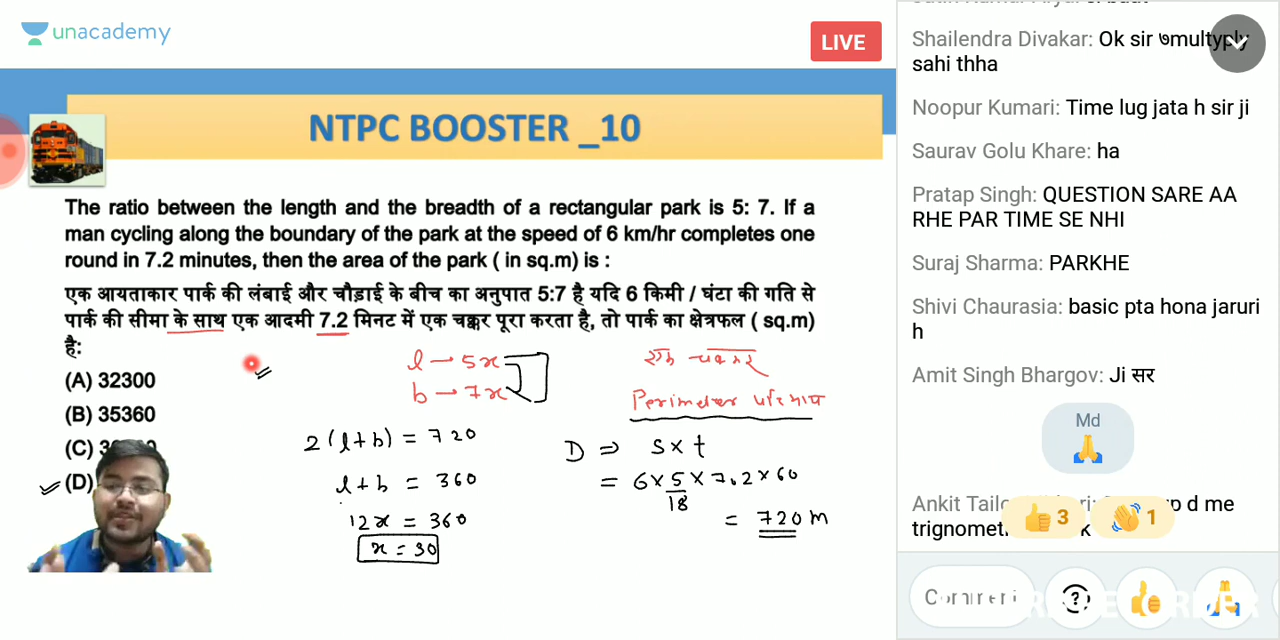 unacademy
LIVE
NTPC BOOSTER _10
The ratio between the length and the breadth of a rectangular park is 5: 7. If a
man cycling along the boundary of the park at the speed of 6 km/hr completes one
round in 7.2 minutes, then the area of the park ( in sq.m) is :
एक आयताकार पार्क की लंबाई और चौड़ाई के बीच का अनुपात 5:7 है यदि 6 किमी / घंटा की गति से
पार्क की सीमा के साथ एक आदमी 7.2 मिनट में एक चक्कर पूरा करता है, तो पार्क का क्षेत्रफल ( sq.m)
है:
(A) 32300
(B) 35360
(C)
(D)
l → 5x
b → 7x
2(l+b) = 720
l+b = 360
12x = 360
x = 30
एक चक्कर
Perimeter परिमाप
D ⇒ s×t
= 6×5/18×7.2×60
= 720 m
Shailendra Divakar: Ok sir
sahi thha
Noopur Kumari: Time lug jata h sir ji
Saurav Golu Khare: ha
Pratap Singh: QUESTION SARE AA
RHE PAR TIME SE NHI
Suraj Sharma: PARKHE
Shivi Chaurasia: basic pta hona jaruri
h
Amit Singh Bhargov: Ji सर
Md
🙏
Ankit d me
👍 3 👏 1